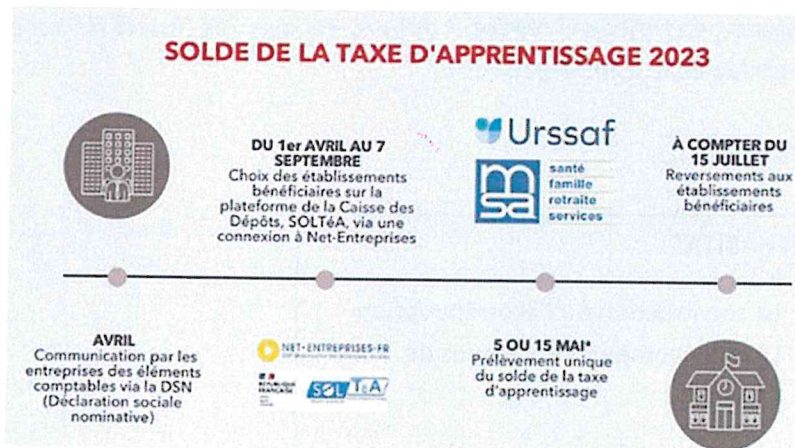 SOLDE DE LA TAXE D'APPRENTISSAGE 2023
DU 1er AVRIL AU 7
SEPTEMBRE
Choix des établissements
bénéficiaires sur la
plateforme de la Caisse des
Dépôts, SOLTéA, via une
connexion à Net-Entreprises
Urssaf
msa
santé
famille
retraite
services
À COMPTER DU
15 JUILLET
Reversements aux
établissements
bénéficiaires
AVRIL
Communication par les
entreprises des éléments
comptables via la DSN
(Déclaration sociale
nominative)
NET-ENTREPRISES·FR
RÉPUBLIQUE
FRANÇAISE
SOLTéA
5 OU 15 MAI*
Prélèvement unique
du solde de la taxe
d'apprentissage